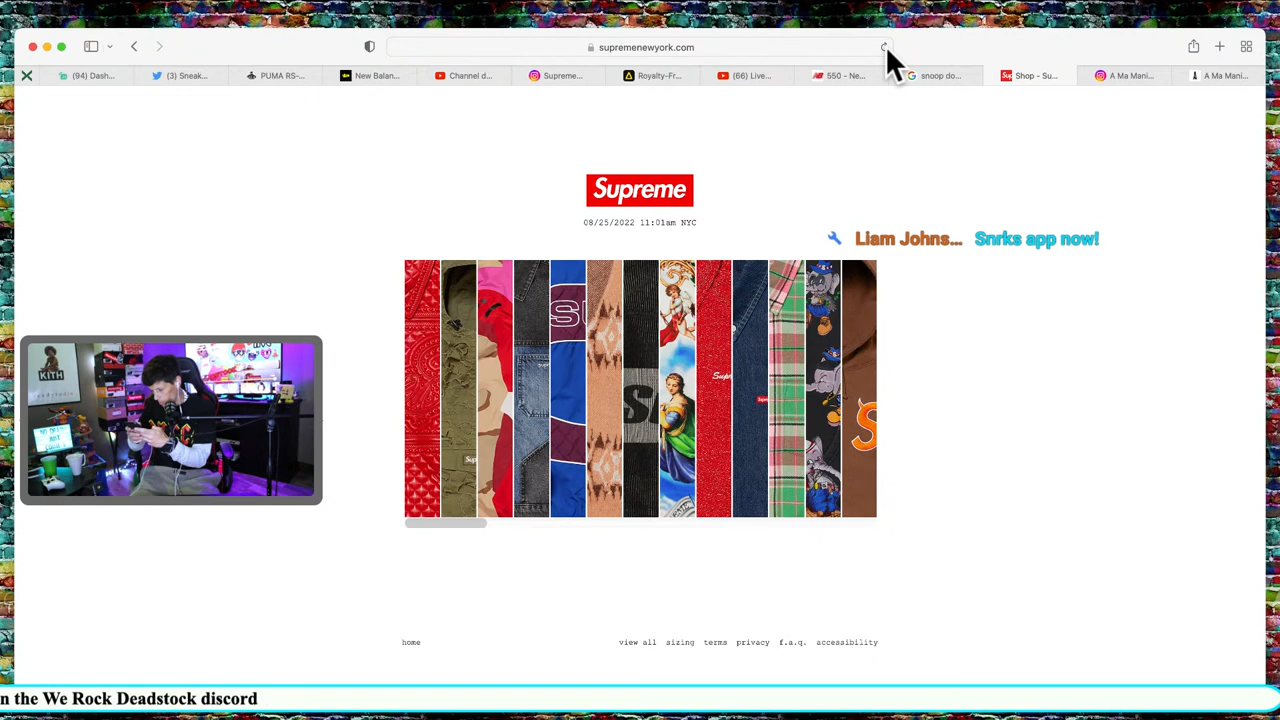 supremenewyork.com
(94) Dash...
(3) Sneak...
PUMA RS-...
New Balan...
Channel d...
Supreme...
Royalty-Fr...
(66) Live...
550 - Ne...
snoop do...
Shop - Su...
A Ma Mani...
A Ma Mani...
Supreme
08/25/2022 11:01am NYC
Liam Johns... Snrks app now!
KITH
home
view all sizing terms privacy f.a.q. accessibility
n the We Rock Deadstock discord